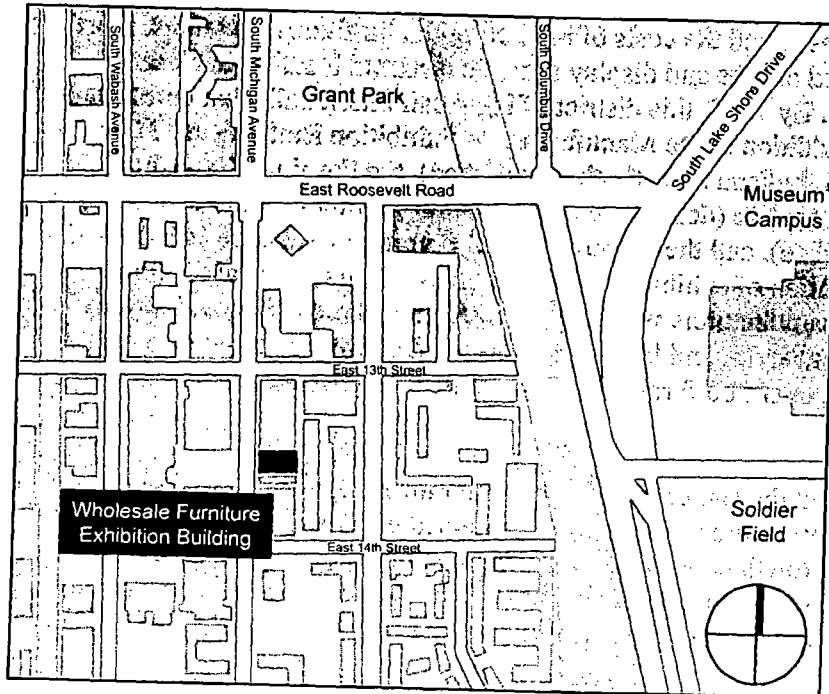 South Wabash Avenue
South Michigan Avenue
South Columbus Drive
South Lake Shore Drive
Grant Park
East Roosevelt Road
Museum
Campus
East 13th Street
Wholesale Furniture
Exhibition Building
East 14th Street
Soldier
Field